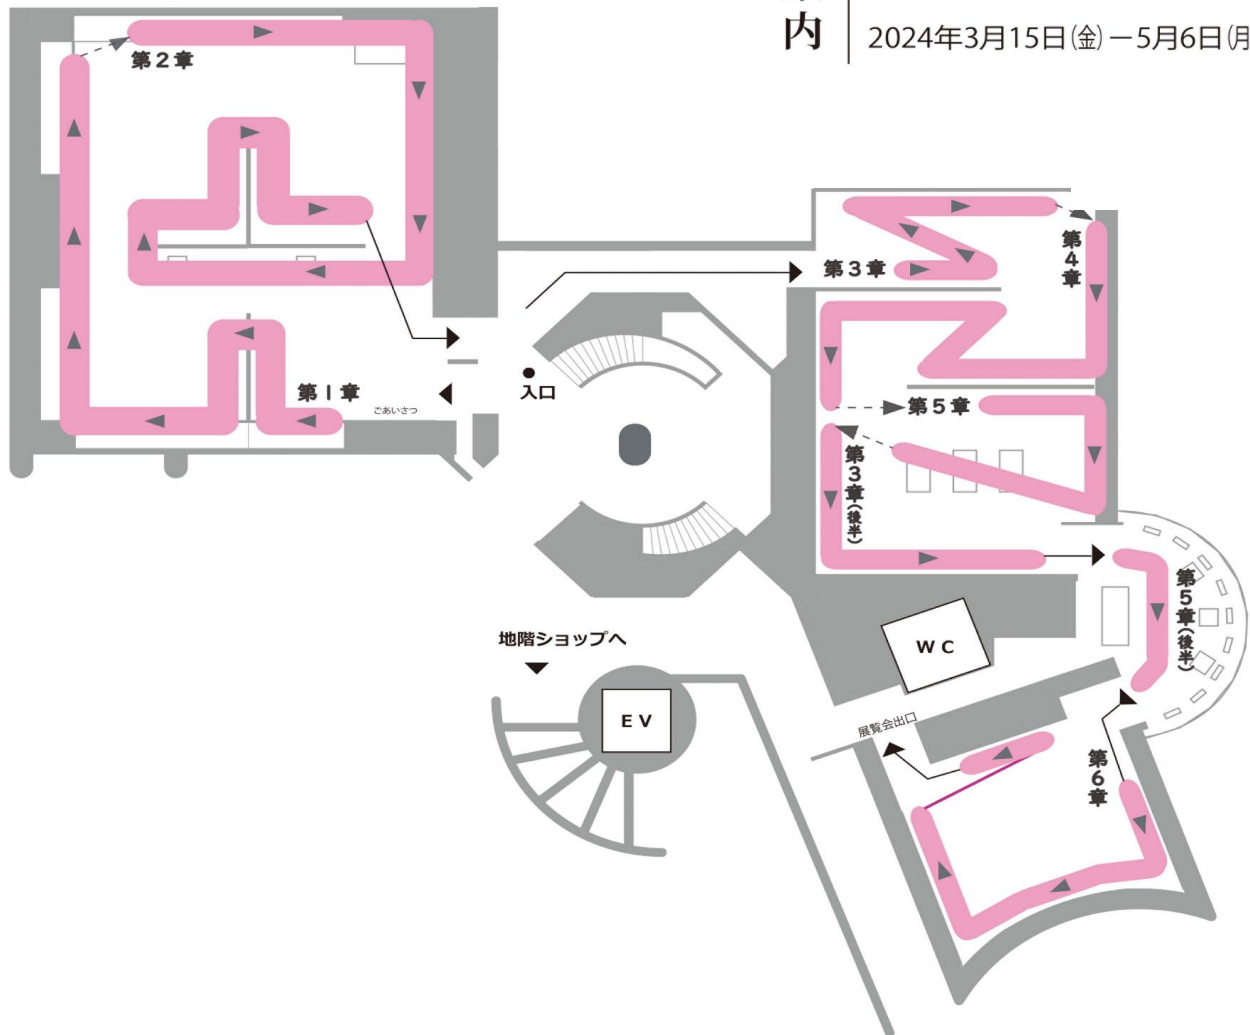 内
2024年3月15日(金)－5月6日(月
第2章
第1章
ごあいさつ
入口
第3章
第4章
第5章
第3章(後半)
第5章(後半)
WC
地階ショップへ
EV
展覧会出口
第6章